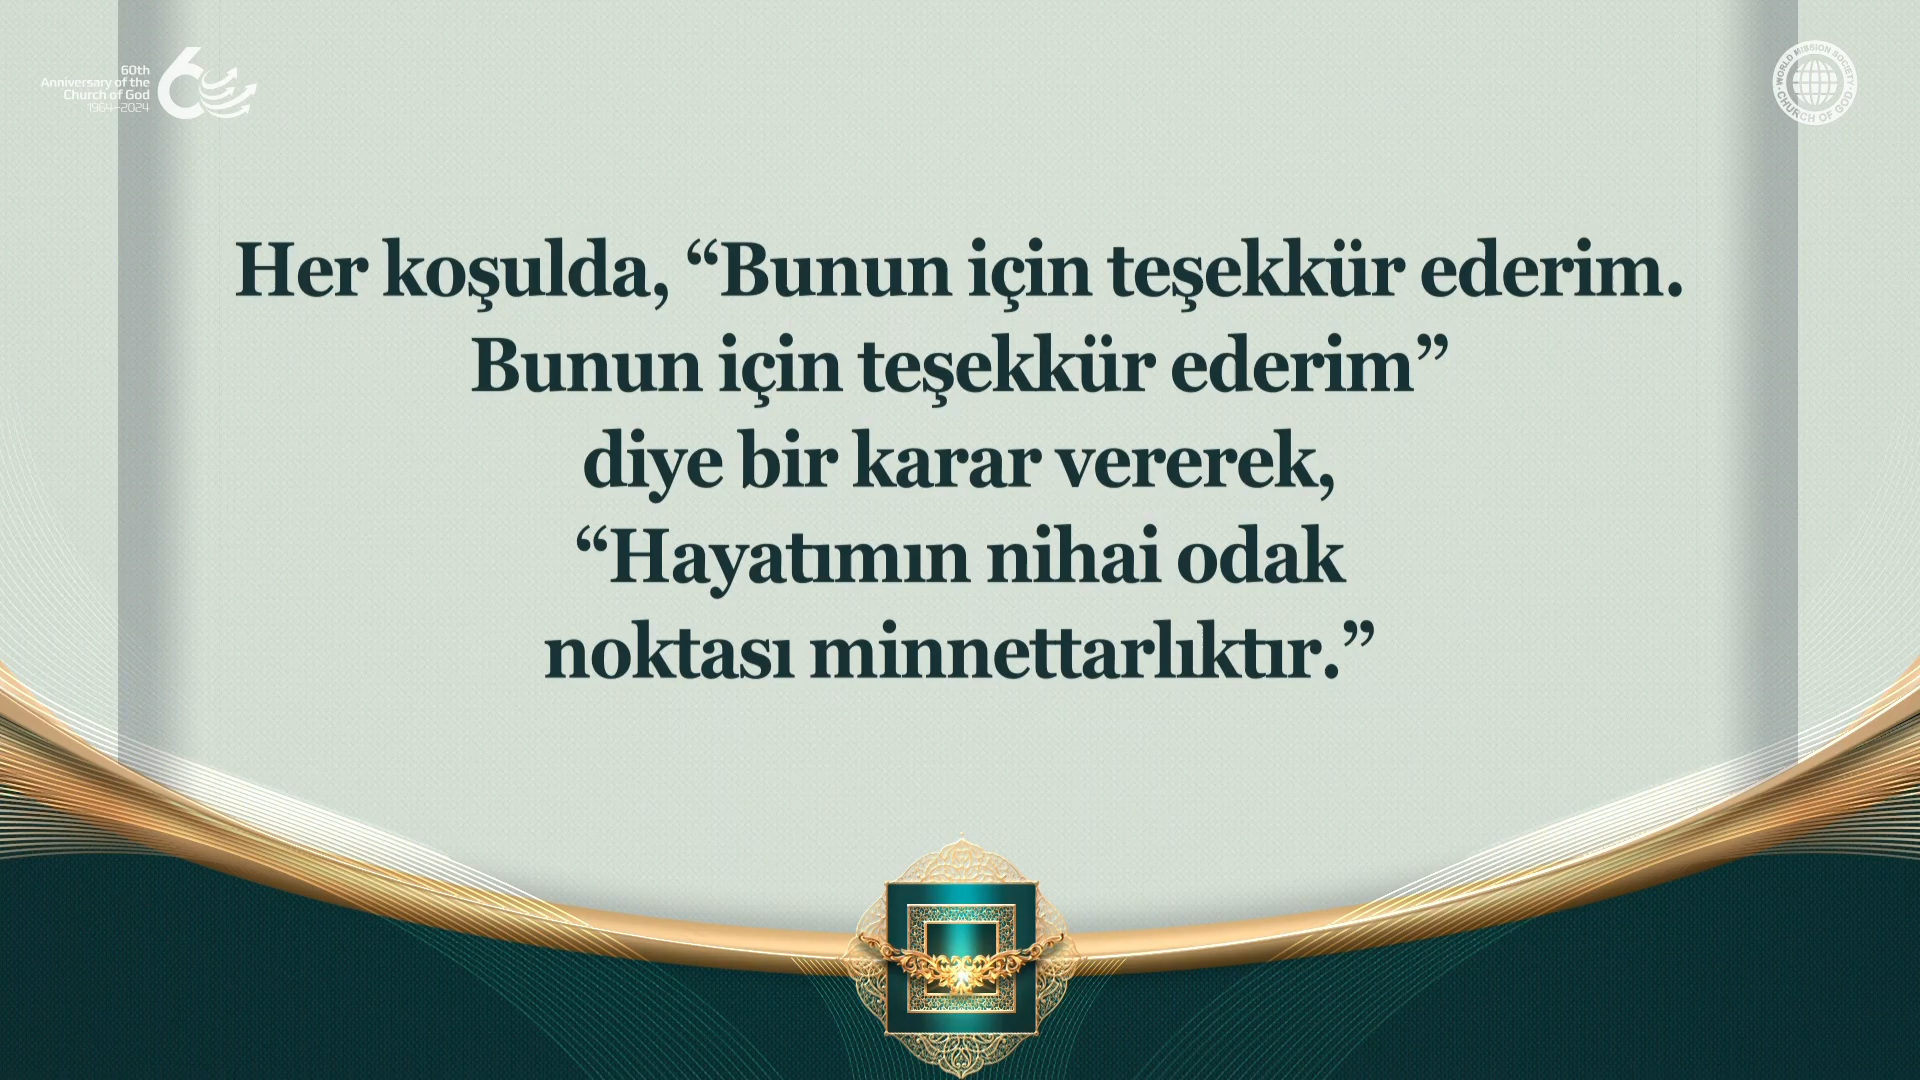 60th
Anniversary of the
Church of God
1964–2024
WORLD MISSION SOCIETY
CHURCH OF GOD
Her koşulda, “Bunun için teşekkür ederim.
Bunun için teşekkür ederim”
diye bir karar vererek,
“Hayatımın nihai odak
noktası minnettarlıktır.”